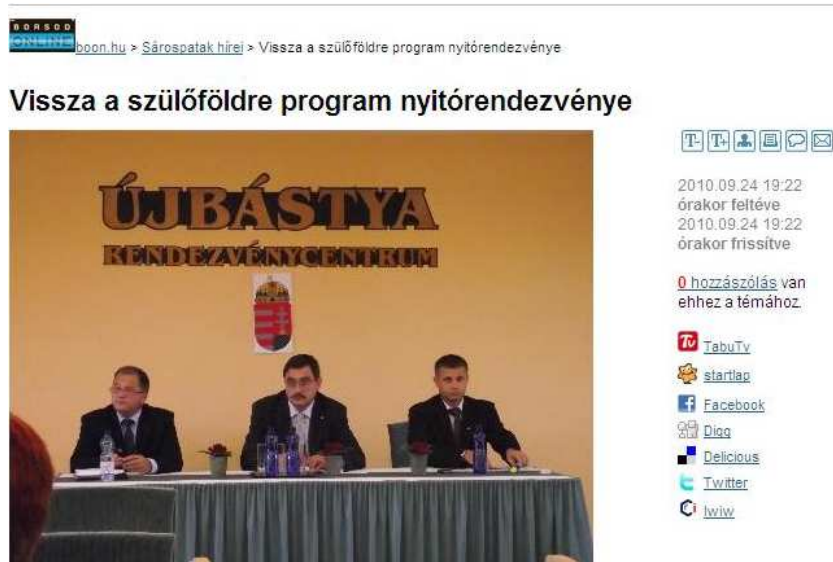 BORSOD
ONLINE
boon.hu > Sárospatak hírei > Vissza a szülőföldre program nyitórendezvénye
Vissza a szülőföldre program nyitórendezvénye
ÚJBÁSTYA
RENDEZVÉNYCENTRUM
T- T+
2010.09.24 19:22
órakor feltéve
2010.09.24 19:22
órakor frissítve
0 hozzászólás van
ehhez a témához.
Tv TabuTv
startlap
Facebook
Digg
Delicious
Twitter
iwiw